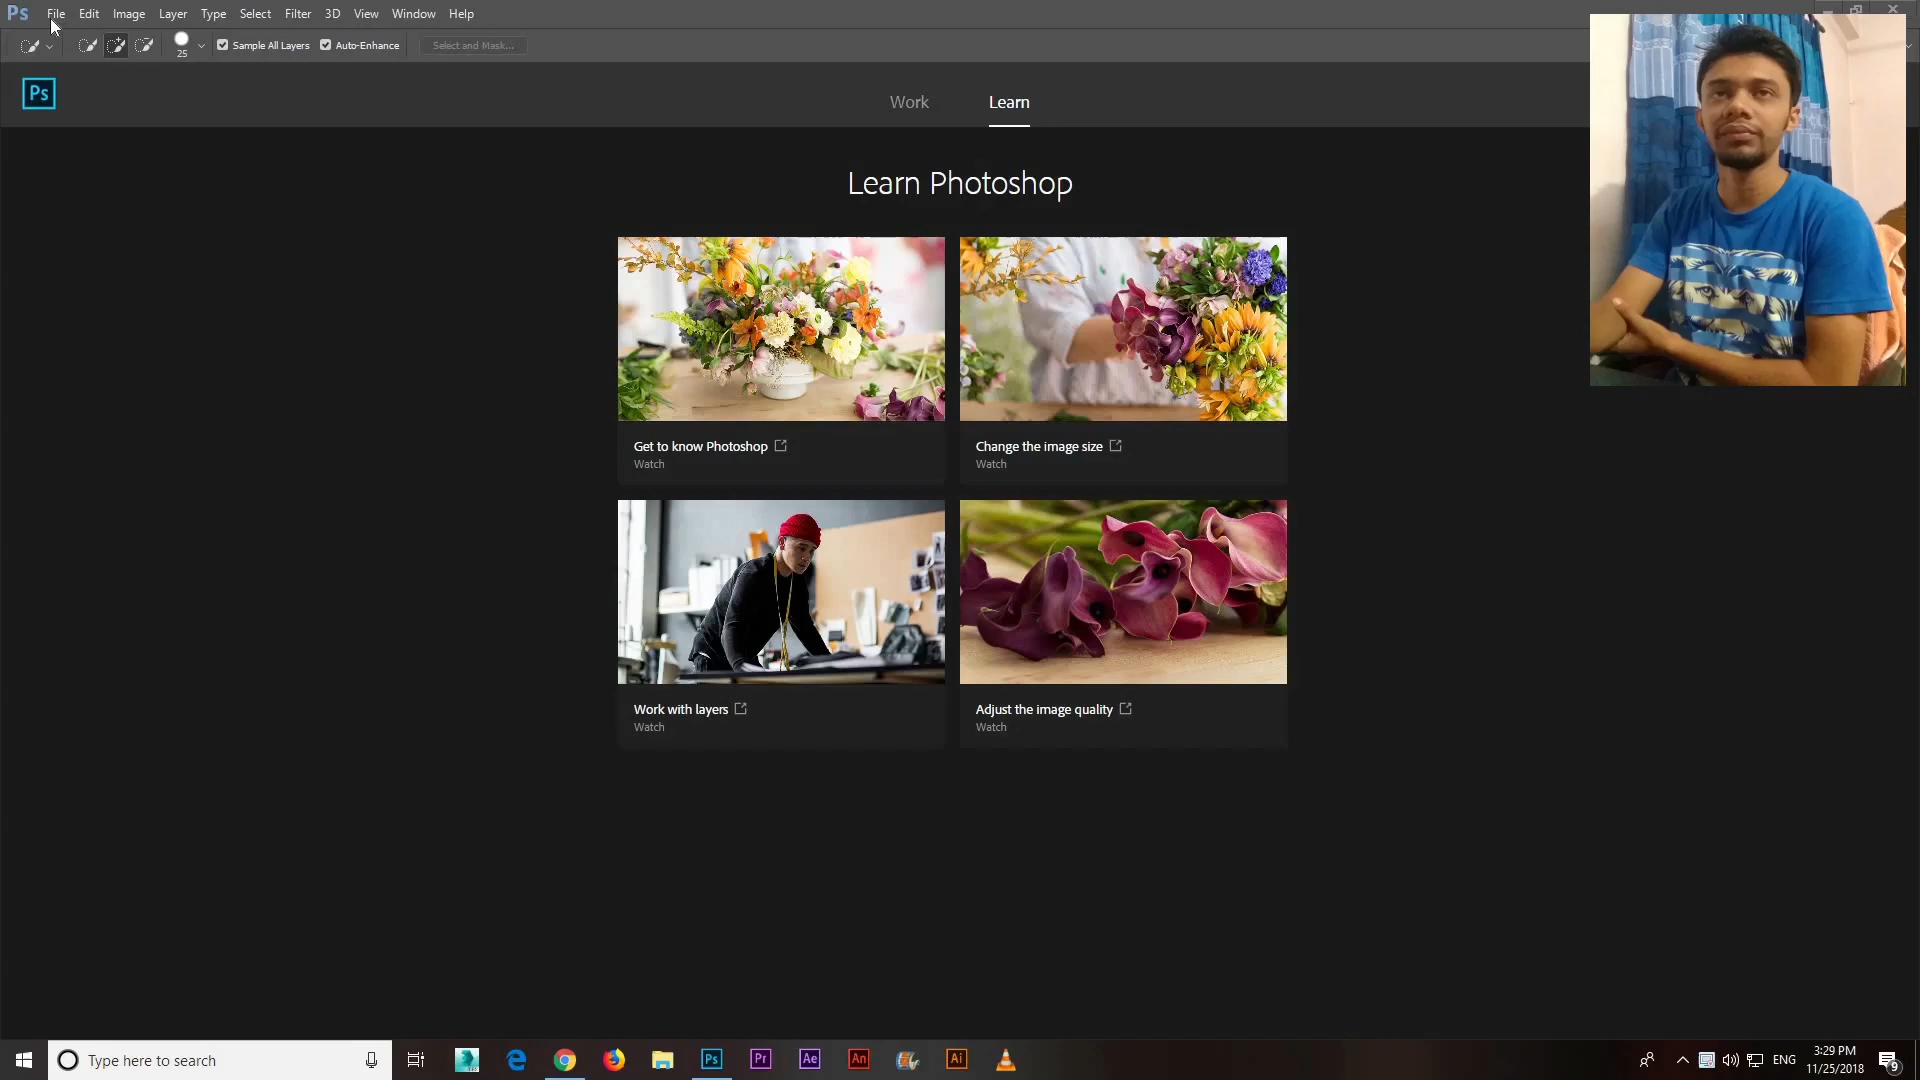 Ps File Edit Image Layer Type Select Filter 3D View Window Help
25 Sample All Layers Auto-Enhance Select and Mask...
Ps
Work Learn
Learn Photoshop
Get to know Photoshop
Watch
Change the image size
Watch
Work with layers
Watch
Adjust the image quality
Watch
Type here to search
Ps Pr Ae An Ai
ENG
3:29 PM
11/25/2018
9